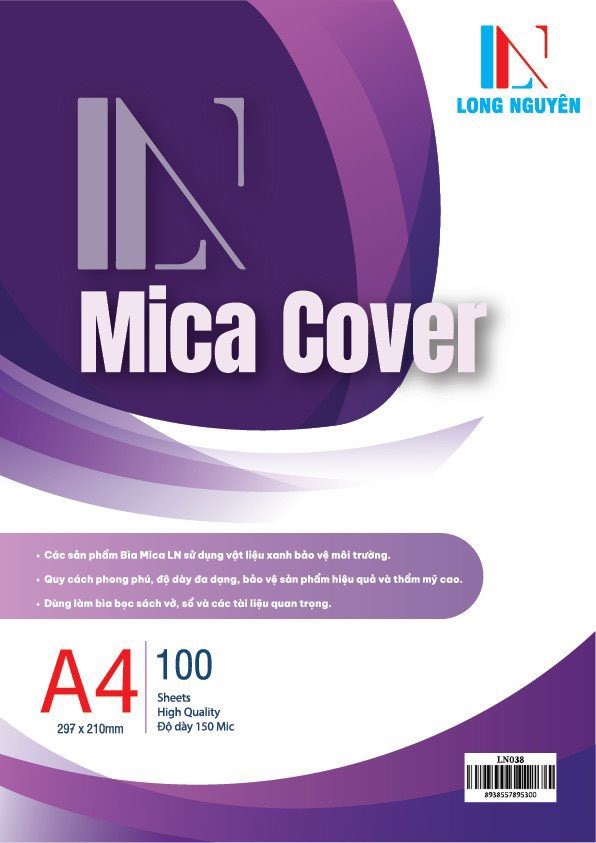 LN
LONG NGUYÊN
LN
Mica Cover
• Các sản phẩm Bìa Mica LN sử dụng vật liệu xanh bảo vệ môi trường.
• Quy cách phong phú, độ dày đa dạng, bảo vệ sản phẩm hiệu quả và thẩm mỹ cao.
• Dùng làm bìa bọc sách vở, sổ và các tài liệu quan trọng.
A4
297 x 210mm
100
Sheets
High Quality
Độ dày 150 Mic
LN038
8938557895300